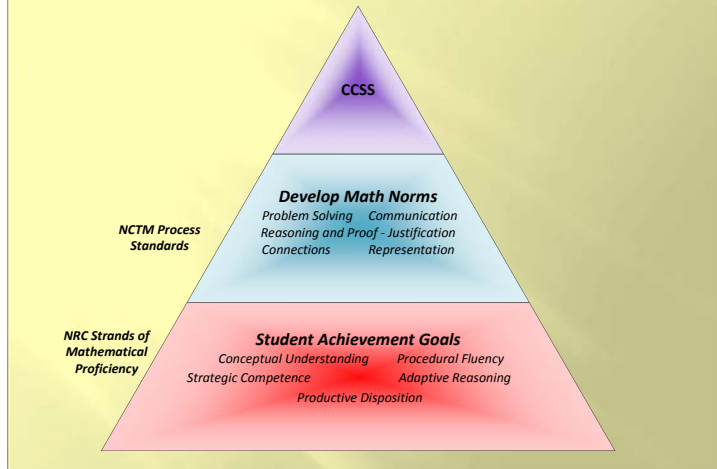 CCSS
Develop Math Norms
Problem Solving Communication
Reasoning and Proof - Justification
Connections Representation
NCTM Process
Standards
Student Achievement Goals
Conceptual Understanding Procedural Fluency
Strategic Competence Adaptive Reasoning
Productive Disposition
NRC Strands of
Mathematical
Proficiency